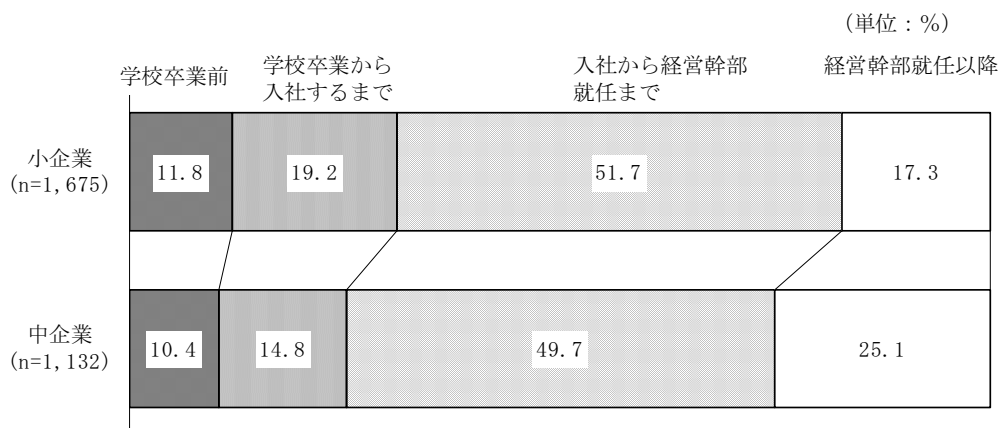 （単位：％）
学校卒業前
学校卒業から
入社するまで
入社から経営幹部
就任まで
経営幹部就任以降
小企業
(n=1,675)
11.8
19.2
51.7
17.3
中企業
(n=1,132)
10.4
14.8
49.7
25.1